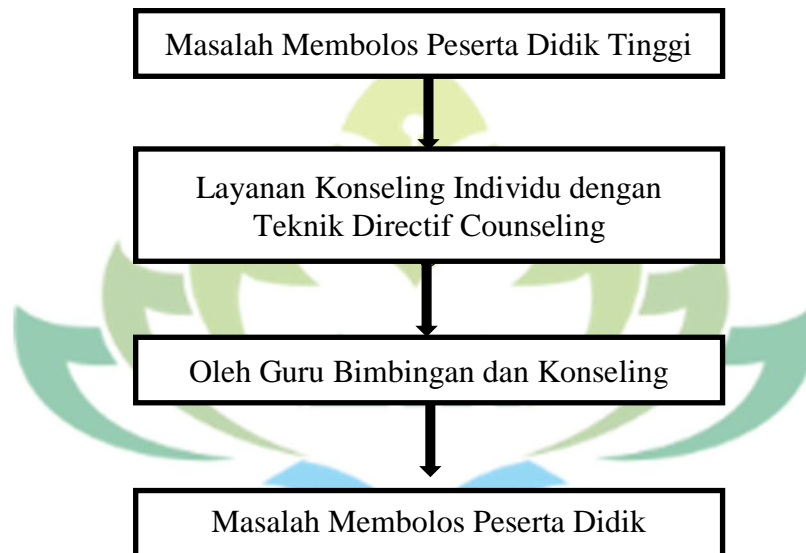 Masalah Membolos Peserta Didik Tinggi
Layanan Konseling Individu dengan
Teknik Directif Counseling
Oleh Guru Bimbingan dan Konseling
Masalah Membolos Peserta Didik